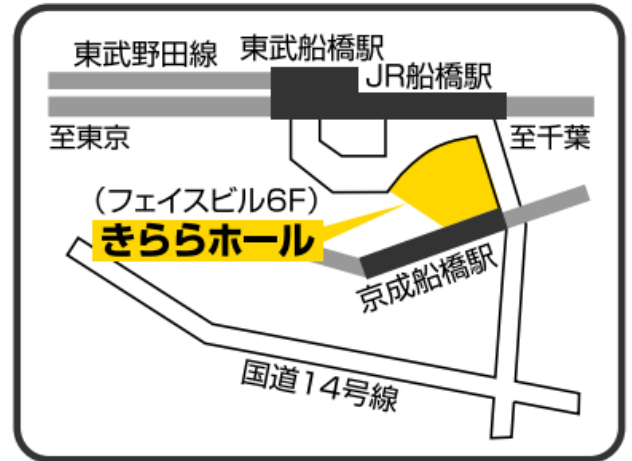 東武野田線
東武船橋駅
JR船橋駅
至東京
至千葉
（フェイスビル6F）
きららホール
京成船橋駅
国道14号線